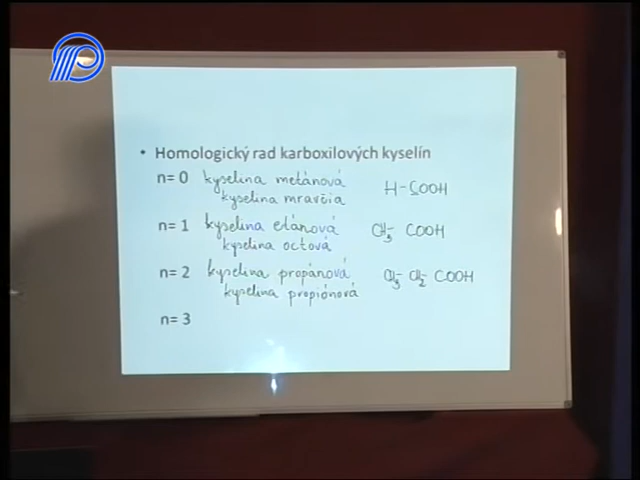 • Homologický rad karboxilových kyselín
n= 0 kyselina metánová H-COOH
kyselina mravčia
n= 1 kyselina etánová CH₃- COOH
kyselina octová
n= 2 kyselina propánová CH₃- CH₂- COOH
kyselina propiónová
n= 3